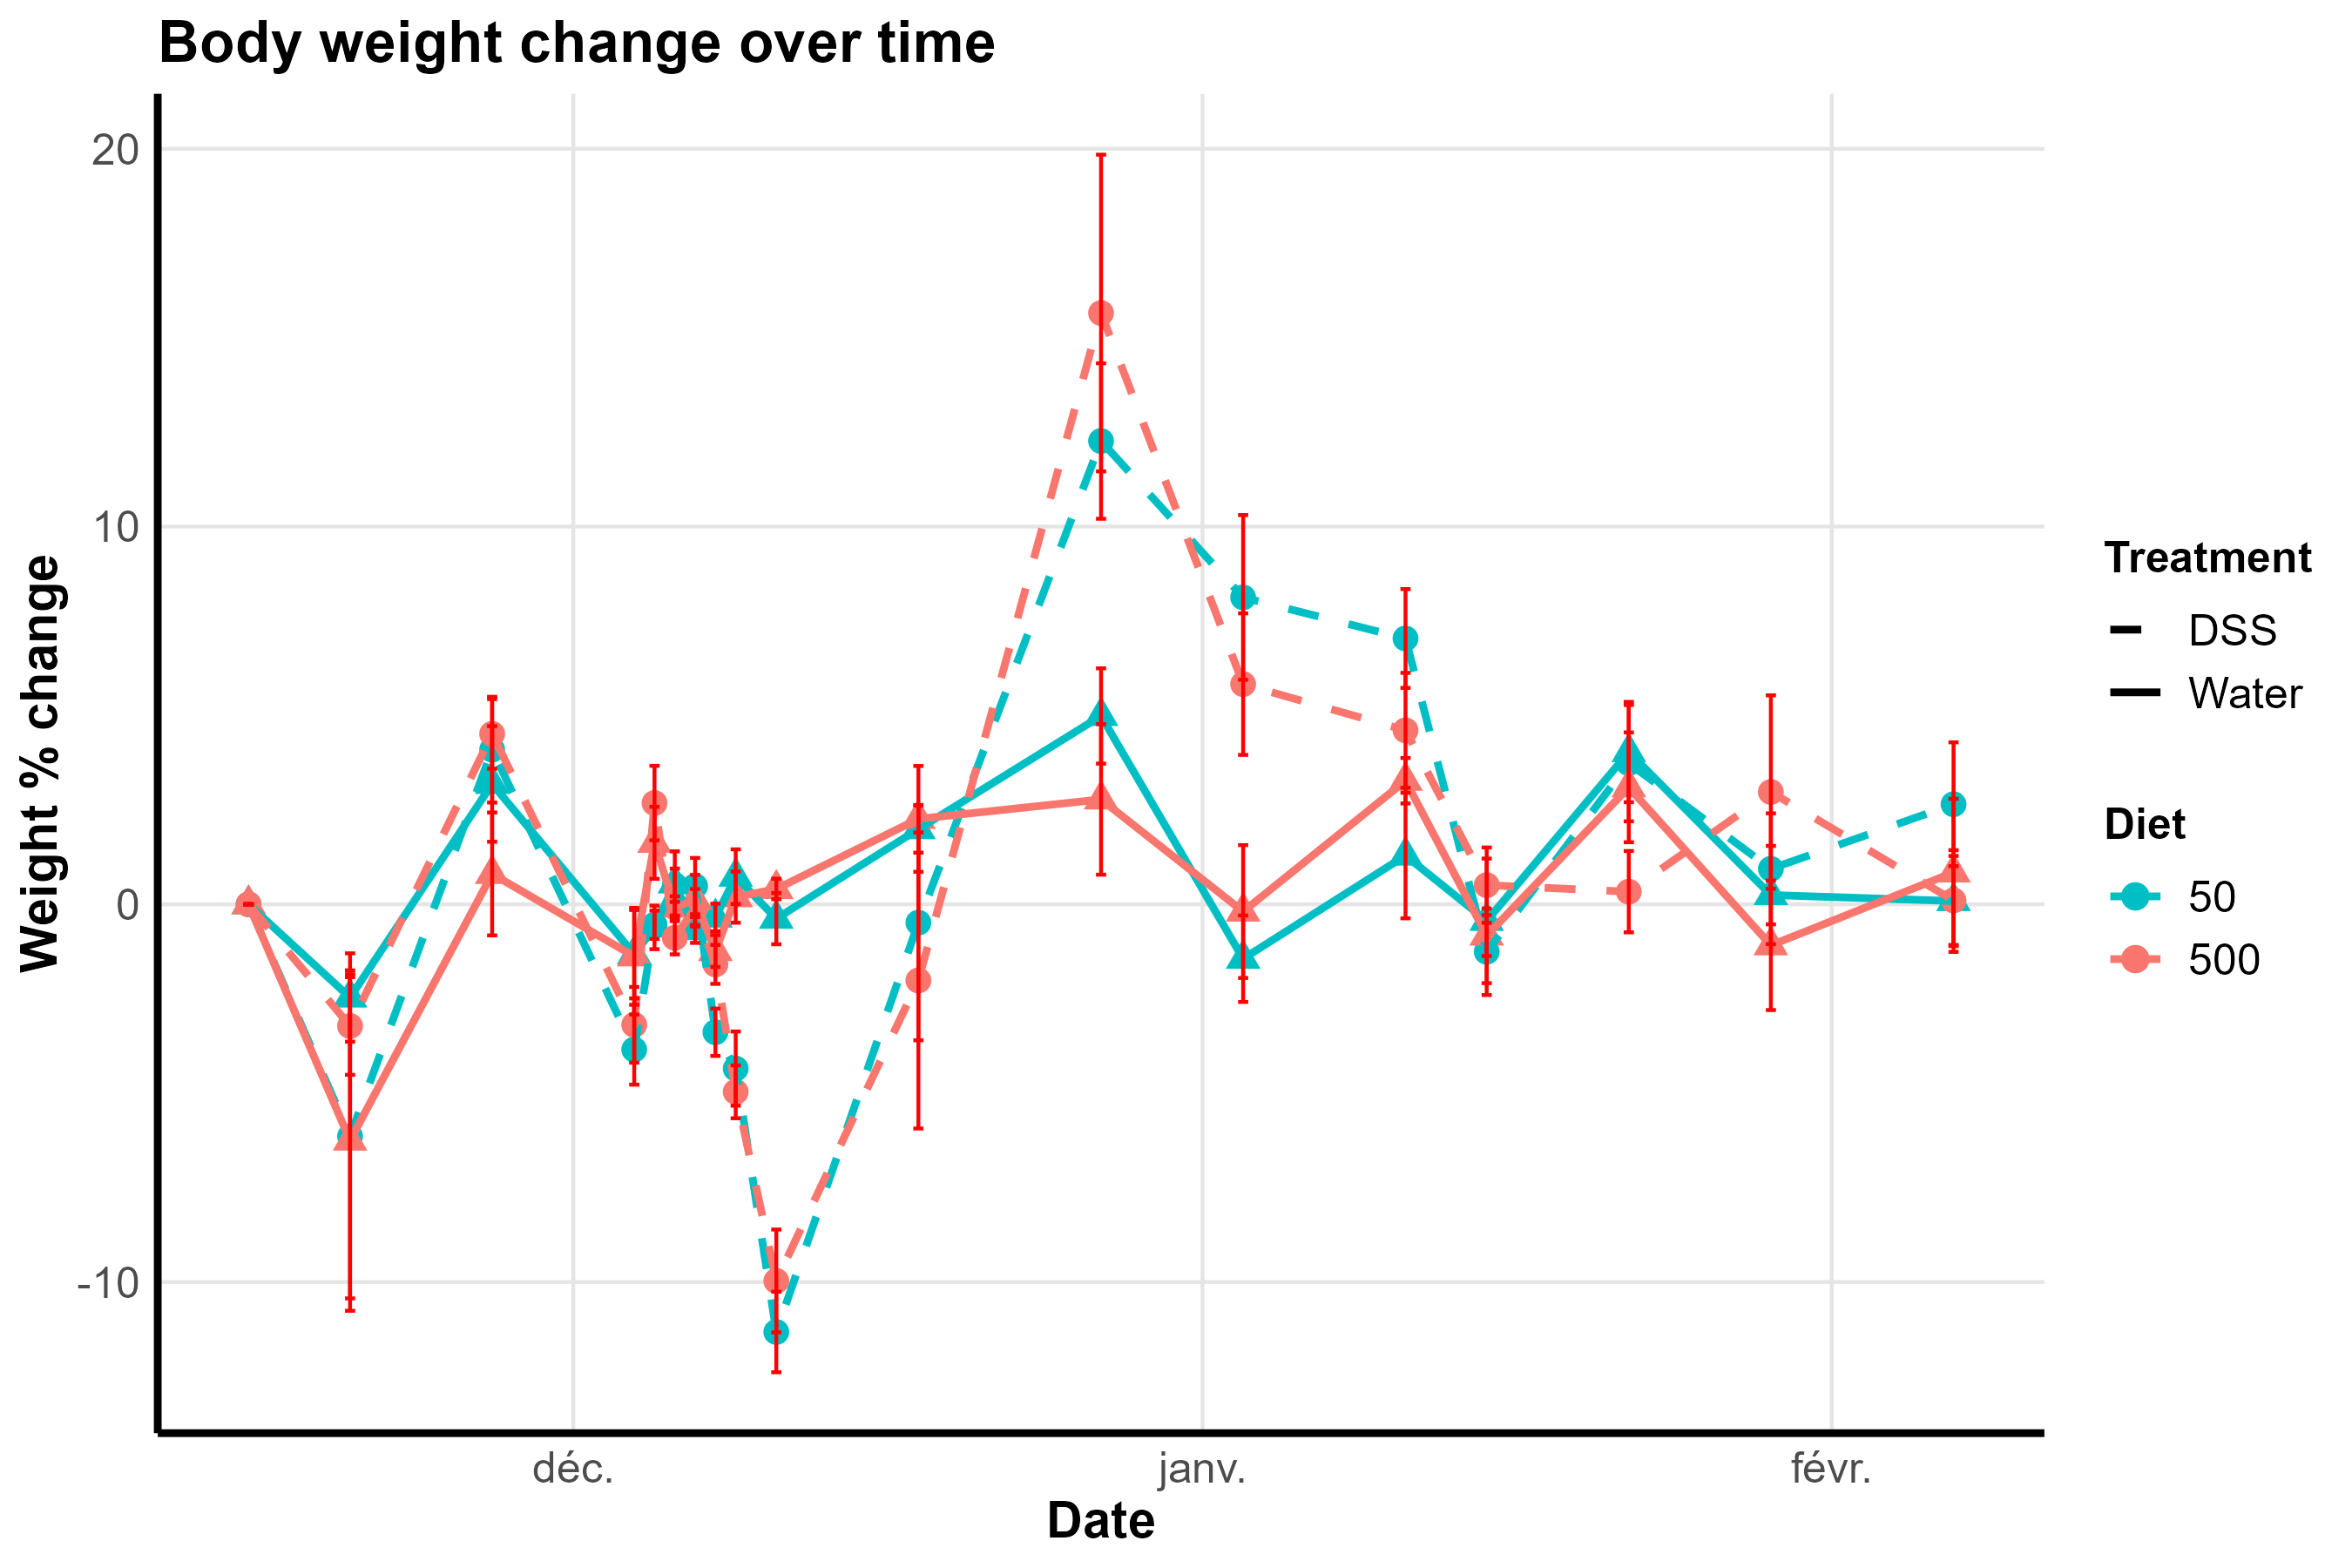 Body weight change over time
Weight % change
20
10
0
-10
déc.
janv.
févr.
Date
Treatment
DSS
Water
Diet
50
500